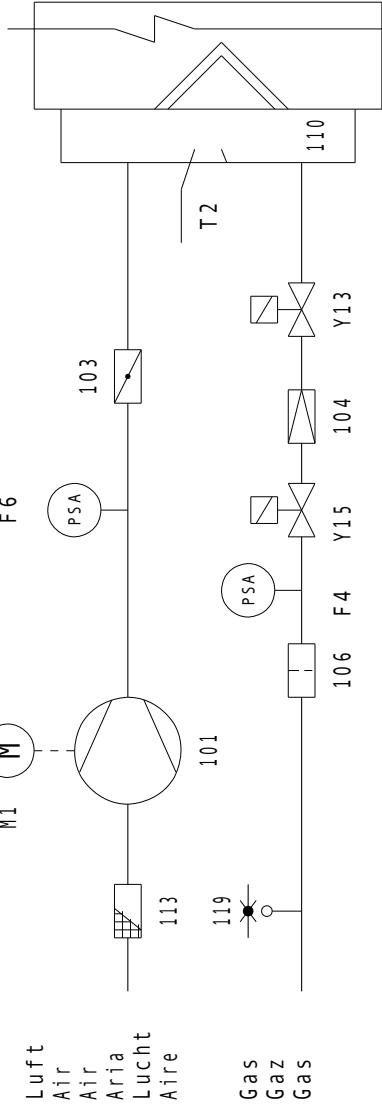 Luft
Air
Air
Aria
Lucht
Aire
Gas
Gaz
Gas
M1
M
F6
PSA
103
113
101
T2
110
119
106
F4
PSA
Y15
104
Y13